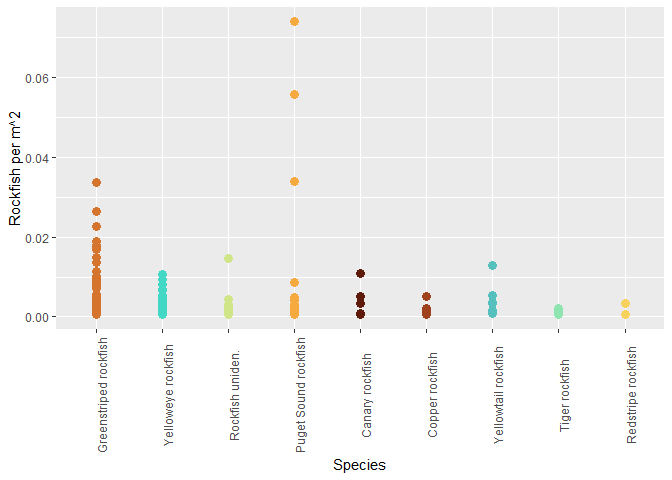 Rockfish per m^2
0.06
0.04
0.02
0.00
Greenstriped rockfish
Yelloweye rockfish
Rockfish uniden.
Puget Sound rockfish
Canary rockfish
Copper rockfish
Yellowtail rockfish
Tiger rockfish
Redstripe rockfish
Species